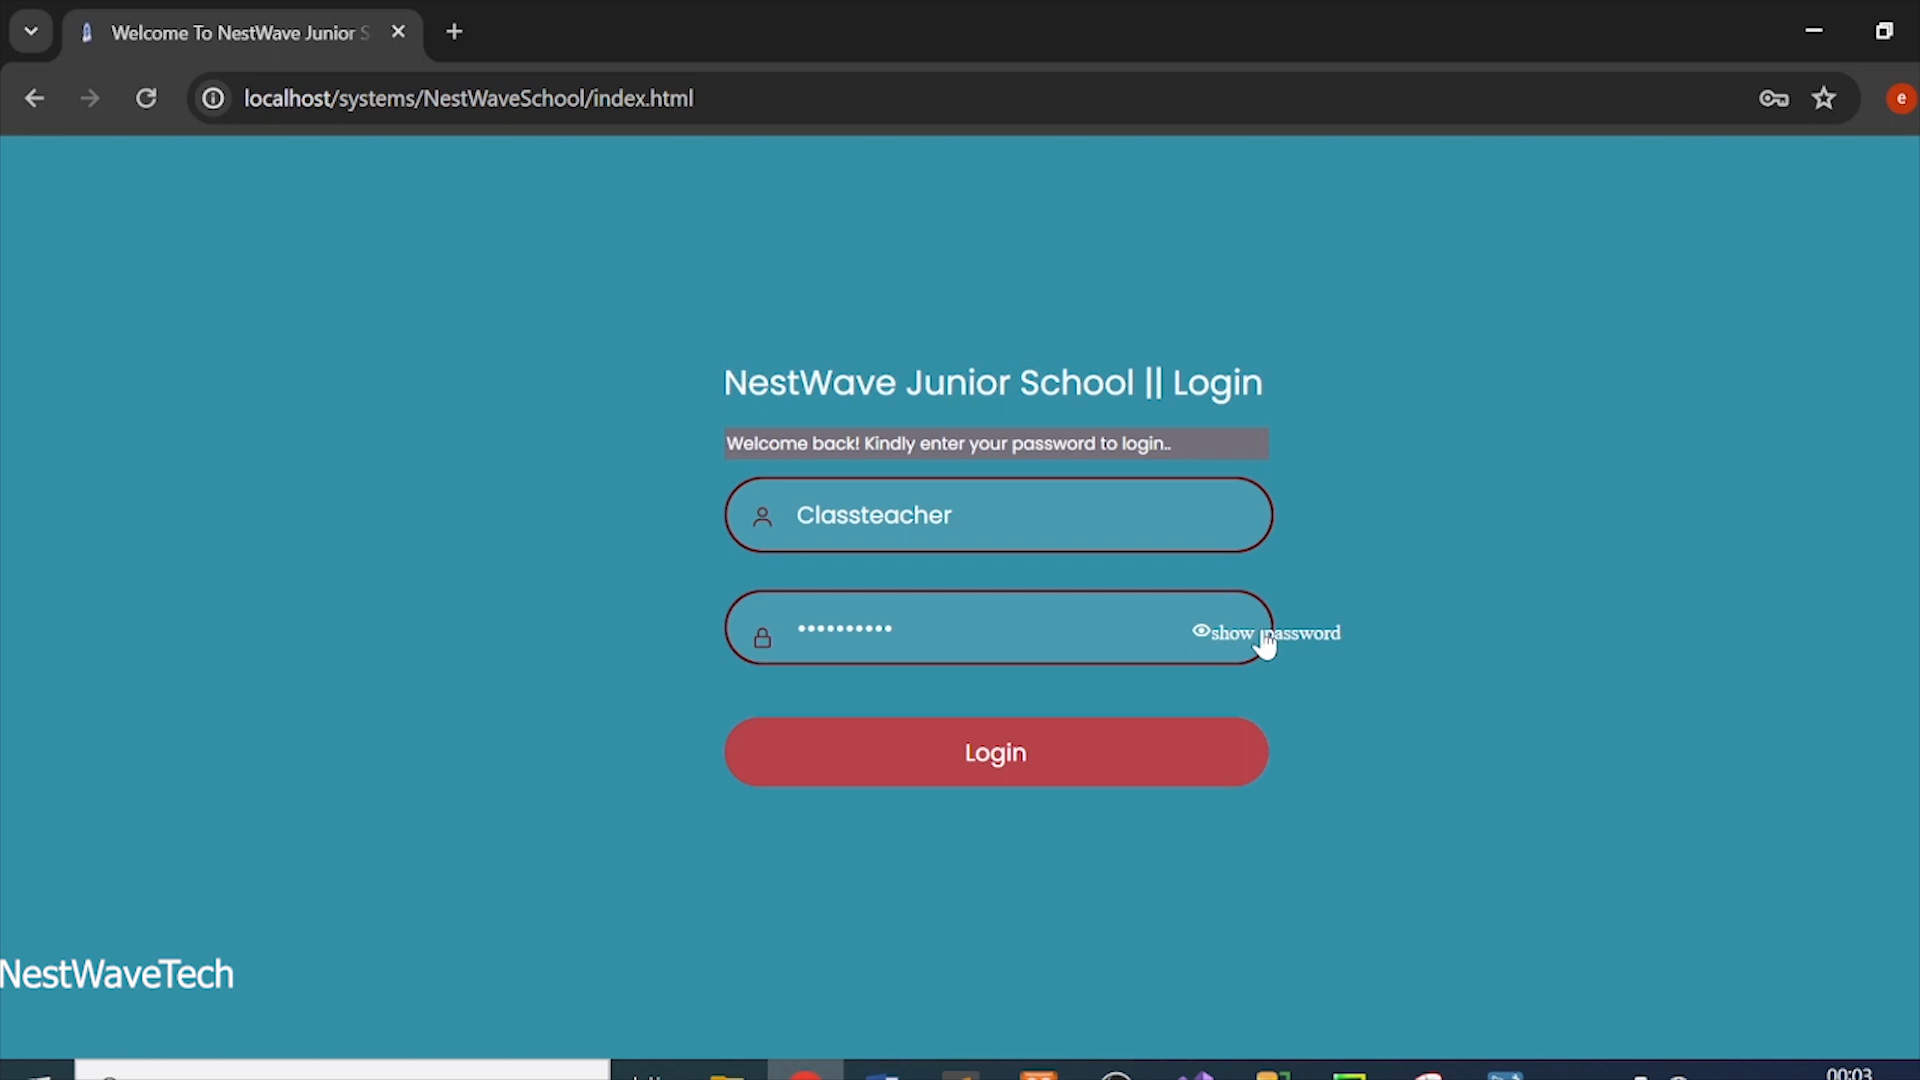 Welcome To NestWave Junior S
localhost/systems/NestWaveSchool/index.html
e
NestWave Junior School || Login
Welcome back! Kindly enter your password to login..
Classteacher
••••••••••
show password
Login
NestWaveTech
00:03